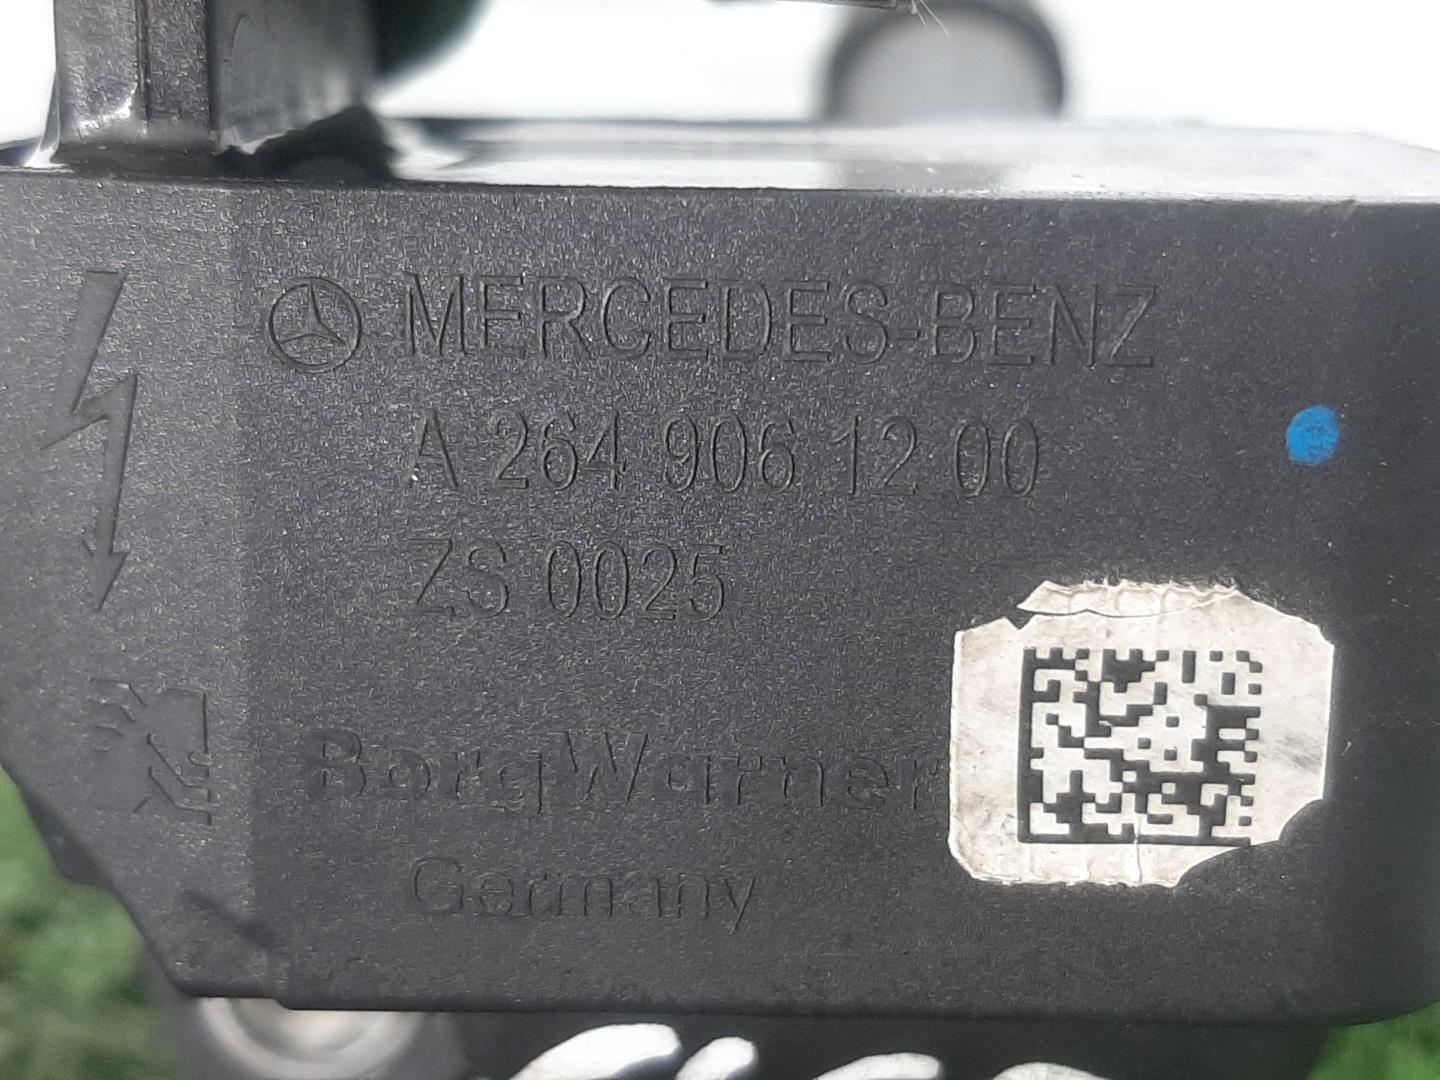 MERCEDES-BENZ
A 264 906 12 00
ZS 0025
BorgWarner
Germany